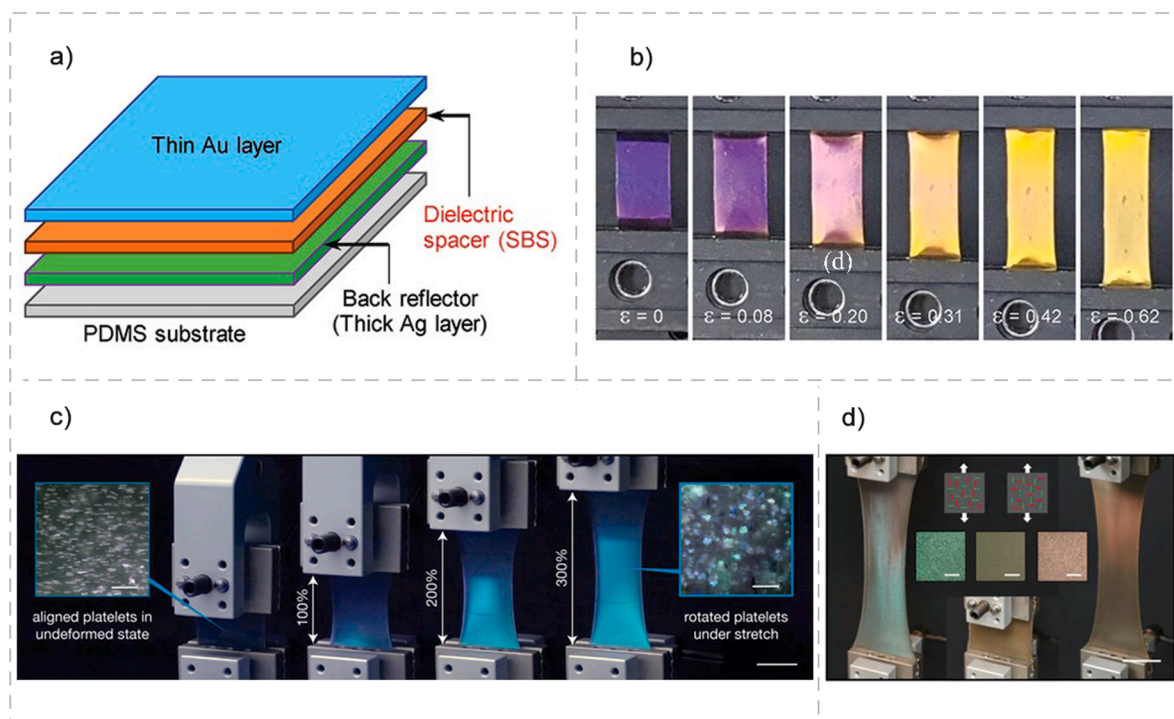 a)
Thin Au layer
Dielectric
spacer (SBS)
Back reflector
(Thick Ag layer)
PDMS substrate
b)
(d)
ε = 0
ε = 0.08
ε = 0.20
ε = 0.31
ε = 0.42
ε = 0.62
c)
aligned platelets in
undeformed state
100%
200%
300%
rotated platelets
under stretch
d)